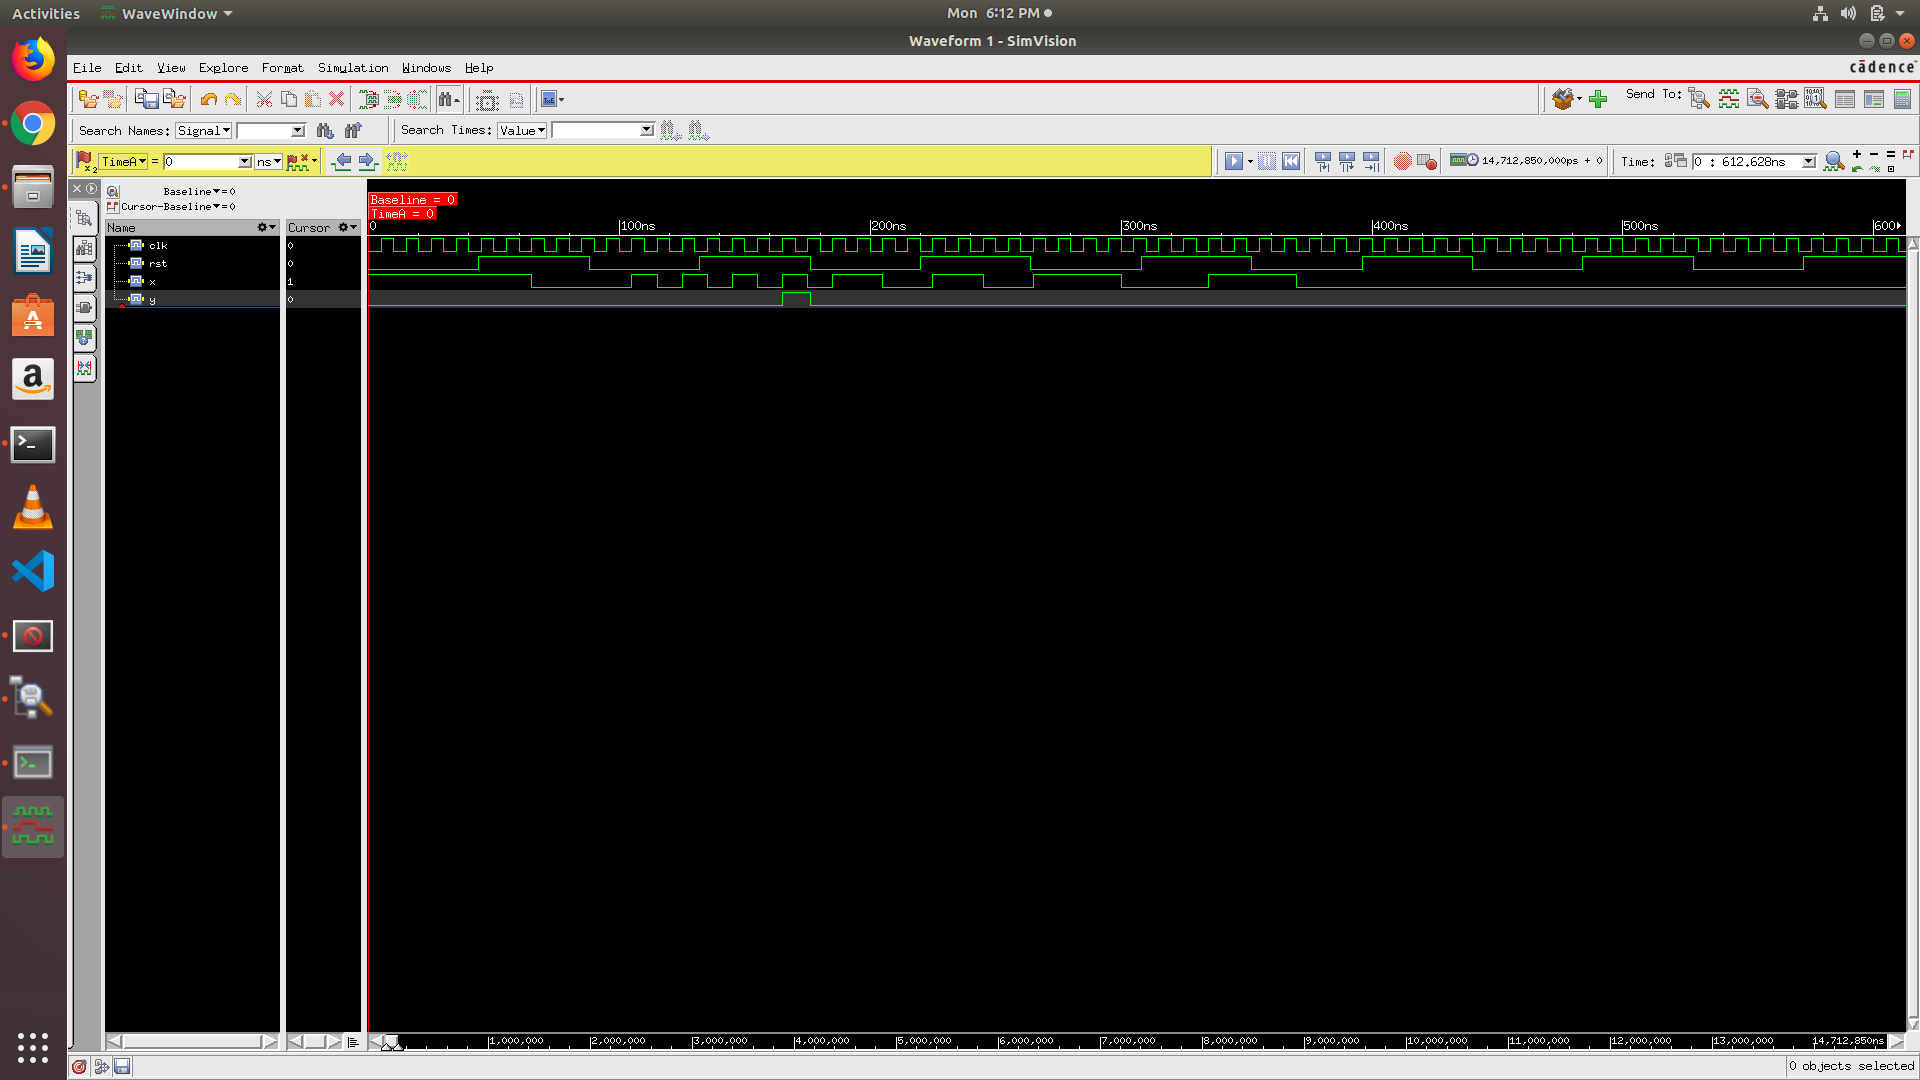 Activities WaveWindow Mon 6:12 PM
Waveform 1 - SimVision
File Edit View Explore Format Simulation Windows Help cādence
Send To:
Search Names: Signal Search Times: Value
TimeA = 0 ns 14,712,850,000ps + 0 Time: 0 : 612.628ns
Baseline = 0
Cursor-Baseline = 0
Baseline = 0
TimeA = 0
Name Cursor 0 100ns 200ns 300ns 400ns 500ns 600
clk 0
rst 0
x 1
y 0
1,000,000 2,000,000 3,000,000 4,000,000 5,000,000 6,000,000 7,000,000 8,000,000 9,000,000 10,000,000 11,000,000 12,000,000 13,000,000 14,712,850ns
0 objects selected